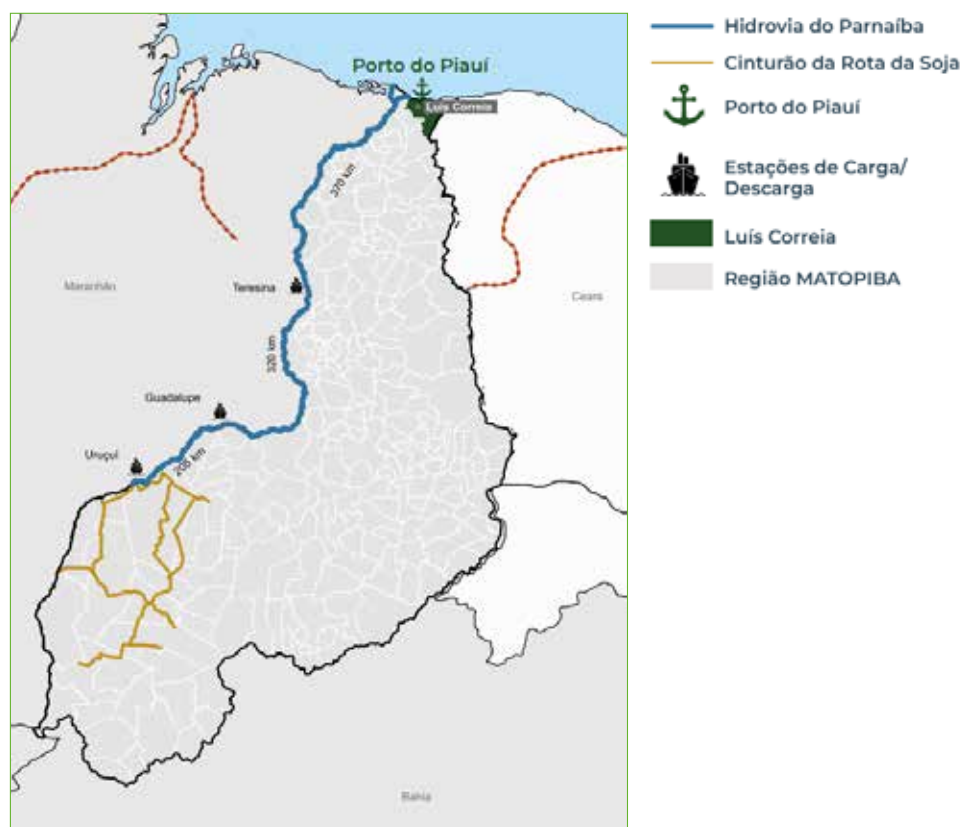 Porto do Piauí
Luís Correia
370 km
Maranhão
Teresina
Ceará
320 km
Guadalupe
Uruçuí
205 km
Bahia
Hidrovia do Parnaíba
Cinturão da Rota da Soja
Porto do Piauí
Estações de Carga/
Descarga
Luís Correia
Região MATOPIBA